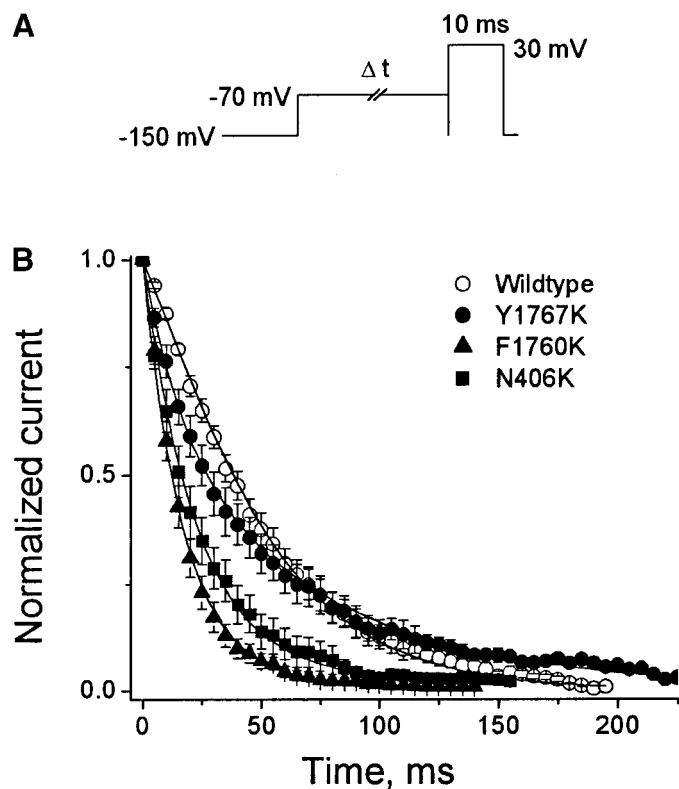 A
10 ms
30 mV
Δ t
-70 mV
-150 mV
B
1.0
0.5
0.0
Normalized current
Wildtype
Y1767K
F1760K
N406K
0 50 100 150 200
Time, ms